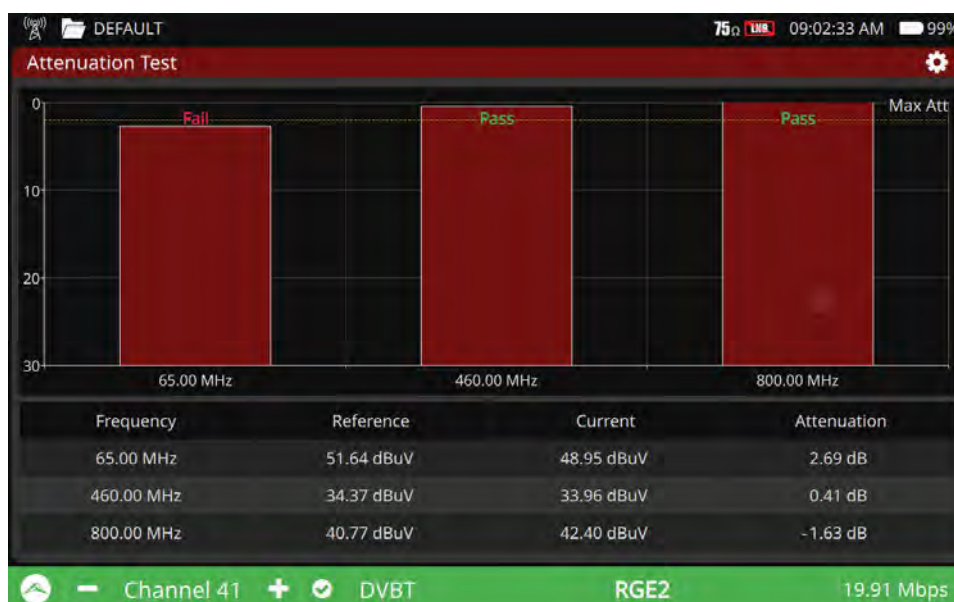 DEFAULT
75Ω LNB 09:02:33 AM 99%
Attenuation Test
Max Att
0
Fail
Pass
Pass
10
20
30
65.00 MHz
460.00 MHz
800.00 MHz
Frequency Reference Current Attenuation
65.00 MHz 51.64 dBuV 48.95 dBuV 2.69 dB
460.00 MHz 34.37 dBuV 33.96 dBuV 0.41 dB
800.00 MHz 40.77 dBuV 42.40 dBuV -1.63 dB
Channel 41 DVBT RGE2 19.91 Mbps